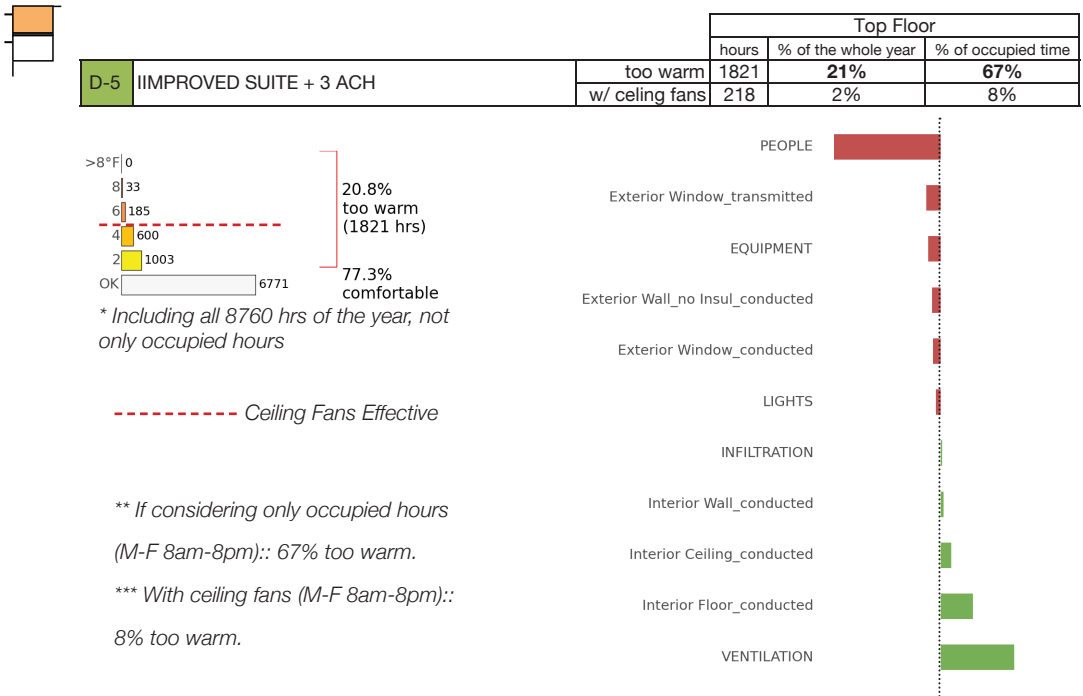 Top Floor
hours % of the whole year % of occupied time
D-5 IIMPROVED SUITE + 3 ACH
too warm 1821 21% 67%
w/ celing fans 218 2% 8%
>8°F 0
8 33
6 185
4 600
2 1003
OK 6771
20.8%
too warm
(1821 hrs)
77.3%
comfortable
* Including all 8760 hrs of the year, not
only occupied hours
Ceiling Fans Effective
** If considering only occupied hours
(M-F 8am-8pm):: 67% too warm.
*** With ceiling fans (M-F 8am-8pm)::
8% too warm.
PEOPLE
Exterior Window_transmitted
EQUIPMENT
Exterior Wall_no Insul_conducted
Exterior Window_conducted
LIGHTS
INFILTRATION
Interior Wall_conducted
Interior Ceiling_conducted
Interior Floor_conducted
VENTILATION